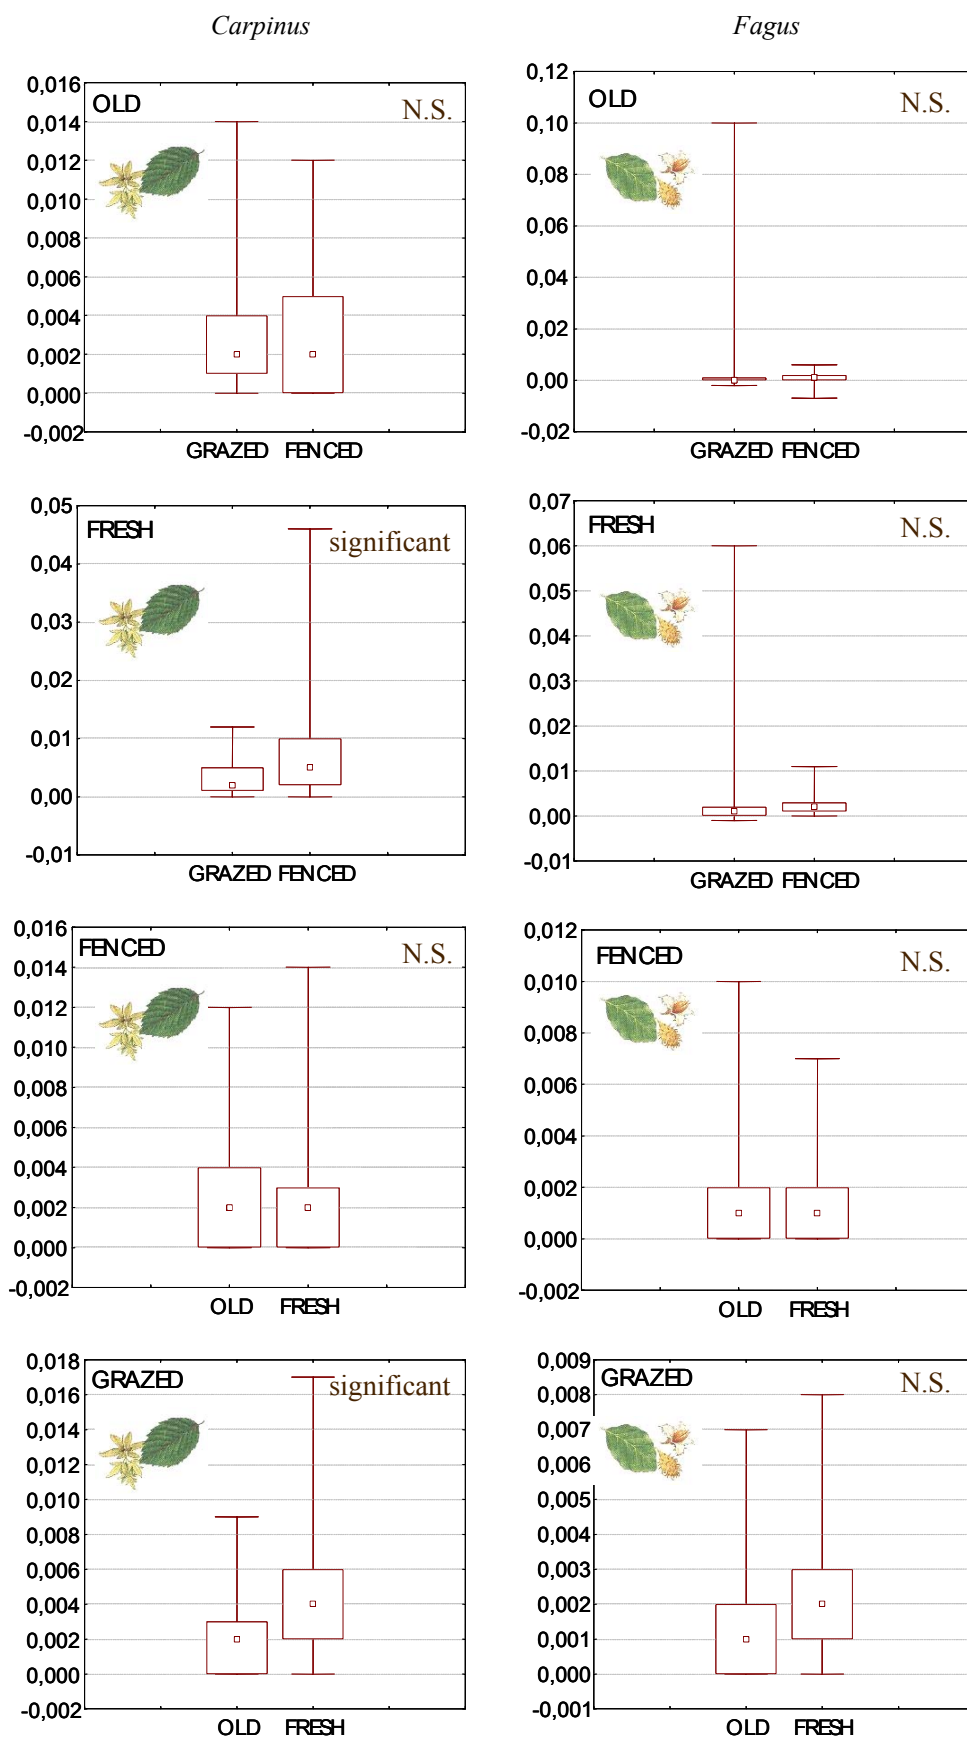 Carpinus
Fagus
0,016
0,014
0,012
0,010
0,008
0,006
0,004
0,002
0,000
-0,002
OLD
N.S.
GRAZED FENCED
0,12
0,10
0,08
0,06
0,04
0,02
0,00
-0,02
OLD
N.S.
GRAZED FENCED
0,05
0,04
0,03
0,02
0,01
0,00
-0,01
FRESH
significant
GRAZED FENCED
0,07
0,06
0,05
0,04
0,03
0,02
0,01
0,00
-0,01
FRESH
N.S.
GRAZED FENCED
0,016
0,014
0,012
0,010
0,008
0,006
0,004
0,002
0,000
-0,002
FENCED
N.S.
OLD FRESH
0,012
0,010
0,008
0,006
0,004
0,002
0,000
-0,002
FENCED
N.S.
OLD FRESH
0,018
0,016
0,014
0,012
0,010
0,008
0,006
0,004
0,002
0,000
-0,002
GRAZED
significant
OLD FRESH
0,009
0,008
0,007
0,006
0,005
0,004
0,003
0,002
0,001
0,000
-0,001
GRAZED
N.S.
OLD FRESH